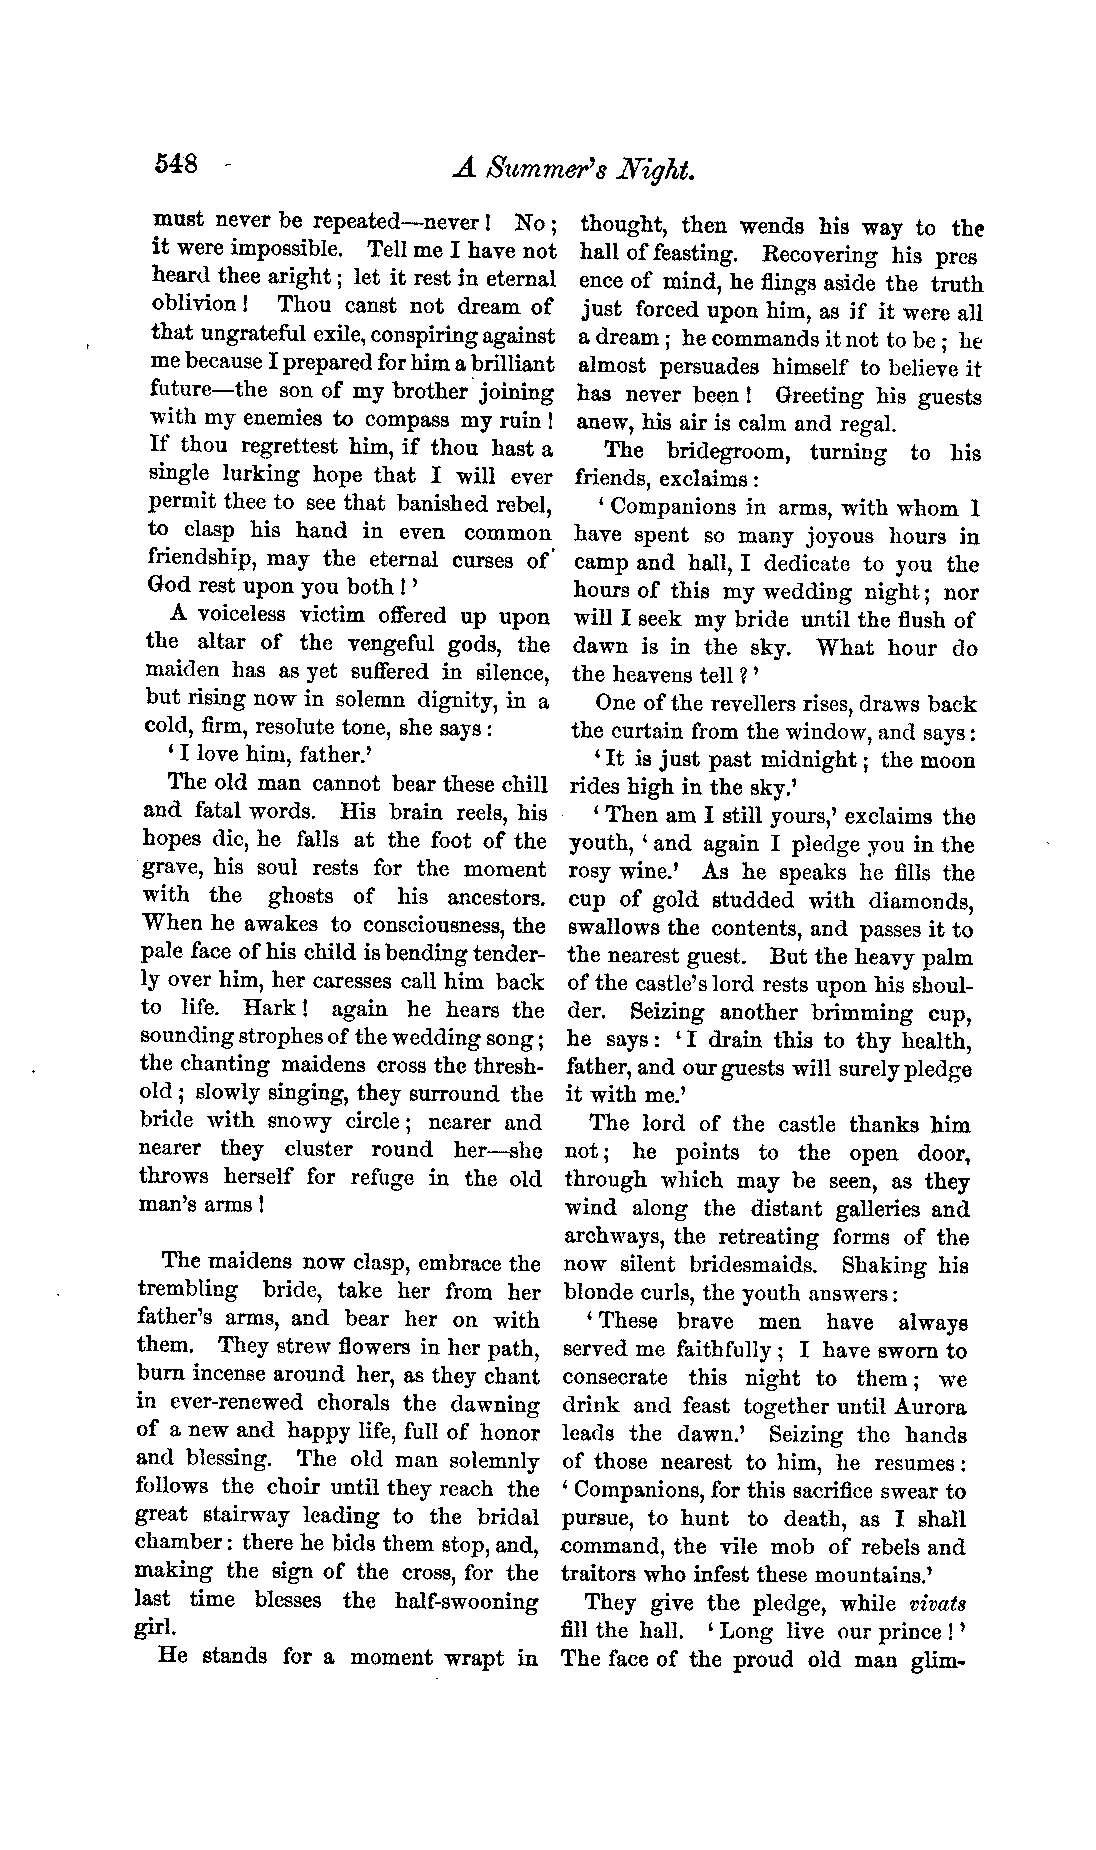 548
A Summer's Night.
must never be repeated—never! No;
it were impossible. Tell me I have not
heard thee aright; let it rest in eternal
oblivion! Thou canst not dream of
that ungrateful exile, conspiring against
me because I prepared for him a brilliant
future—the son of my brother joining
with my enemies to compass my ruin!
If thou regrettest him, if thou hast a
single lurking hope that I will ever
permit thee to see that banished rebel,
to clasp his hand in even common
friendship, may the eternal curses of
God rest upon you both!'
A voiceless victim offered up upon
the altar of the vengeful gods, the
maiden has as yet suffered in silence,
but rising now in solemn dignity, in a
cold, firm, resolute tone, she says:
'I love him, father.'
The old man cannot bear these chill
and fatal words. His brain reels, his
hopes die, he falls at the foot of the
grave, his soul rests for the moment
with the ghosts of his ancestors.
When he awakes to consciousness, the
pale face of his child is bending tender-
ly over him, her caresses call him back
to life. Hark! again he hears the
sounding strophes of the wedding song;
the chanting maidens cross the thresh-
old; slowly singing, they surround the
bride with snowy circle; nearer and
nearer they cluster round her—she
throws herself for refuge in the old
man's arms!
The maidens now clasp, embrace the
trembling bride, take her from her
father's arms, and bear her on with
them. They strew flowers in her path,
burn incense around her, as they chant
in ever-renewed chorals the dawning
of a new and happy life, full of honor
and blessing. The old man solemnly
follows the choir until they reach the
great stairway leading to the bridal
chamber: there he bids them stop, and,
making the sign of the cross, for the
last time blesses the half-swooning
girl.
He stands for a moment wrapt in
thought, then wends his way to the
hall of feasting. Recovering his pres
ence of mind, he flings aside the truth
just forced upon him, as if it were all
a dream; he commands it not to be; he
almost persuades himself to believe it
has never been! Greeting his guests
anew, his air is calm and regal.
The bridegroom, turning to his
friends, exclaims:
'Companions in arms, with whom I
have spent so many joyous hours in
camp and hall, I dedicate to you the
hours of this my wedding night; nor
will I seek my bride until the flush of
dawn is in the sky. What hour do
the heavens tell?'
One of the revellers rises, draws back
the curtain from the window, and says:
'It is just past midnight; the moon
rides high in the sky.'
'Then am I still yours,' exclaims the
youth, 'and again I pledge you in the
rosy wine.' As he speaks he fills the
cup of gold studded with diamonds,
swallows the contents, and passes it to
the nearest guest. But the heavy palm
of the castle's lord rests upon his shoul-
der. Seizing another brimming cup,
he says: 'I drain this to thy health,
father, and our guests will surely pledge
it with me.'
The lord of the castle thanks him
not; he points to the open door,
through which may be seen, as they
wind along the distant galleries and
archways, the retreating forms of the
now silent bridesmaids. Shaking his
blonde curls, the youth answers:
'These brave men have always
served me faithfully; I have sworn to
consecrate this night to them; we
drink and feast together until Aurora
leads the dawn.' Seizing the hands
of those nearest to him, he resumes:
'Companions, for this sacrifice swear to
pursue, to hunt to death, as I shall
command, the vile mob of rebels and
traitors who infest these mountains.'
They give the pledge, while vivats
fill the hall. 'Long live our prince!'
The face of the proud old man glim-